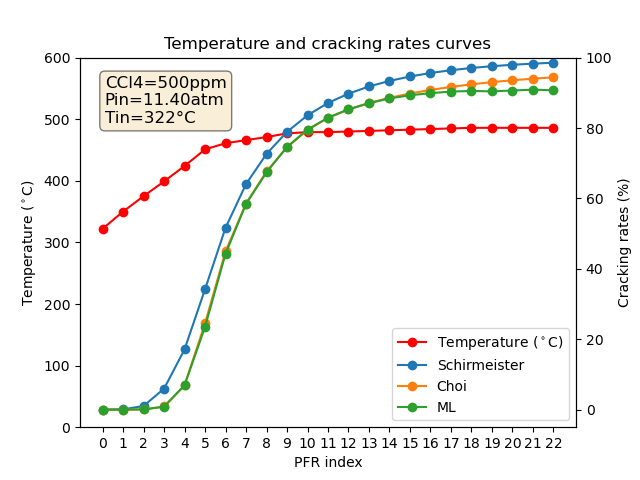 Temperature and cracking rates curves
CCl4=500ppm
Pin=11.40atm
Tin=322°C
Temperature (°C)
600
500
400
300
200
100
0
100
80
60
40
20
0
Cracking rates (%)
Temperature (°C)
Schirmeister
Choi
ML
0 1 2 3 4 5 6 7 8 9 10 11 12 13 14 15 16 17 18 19 20 21 22
PFR index